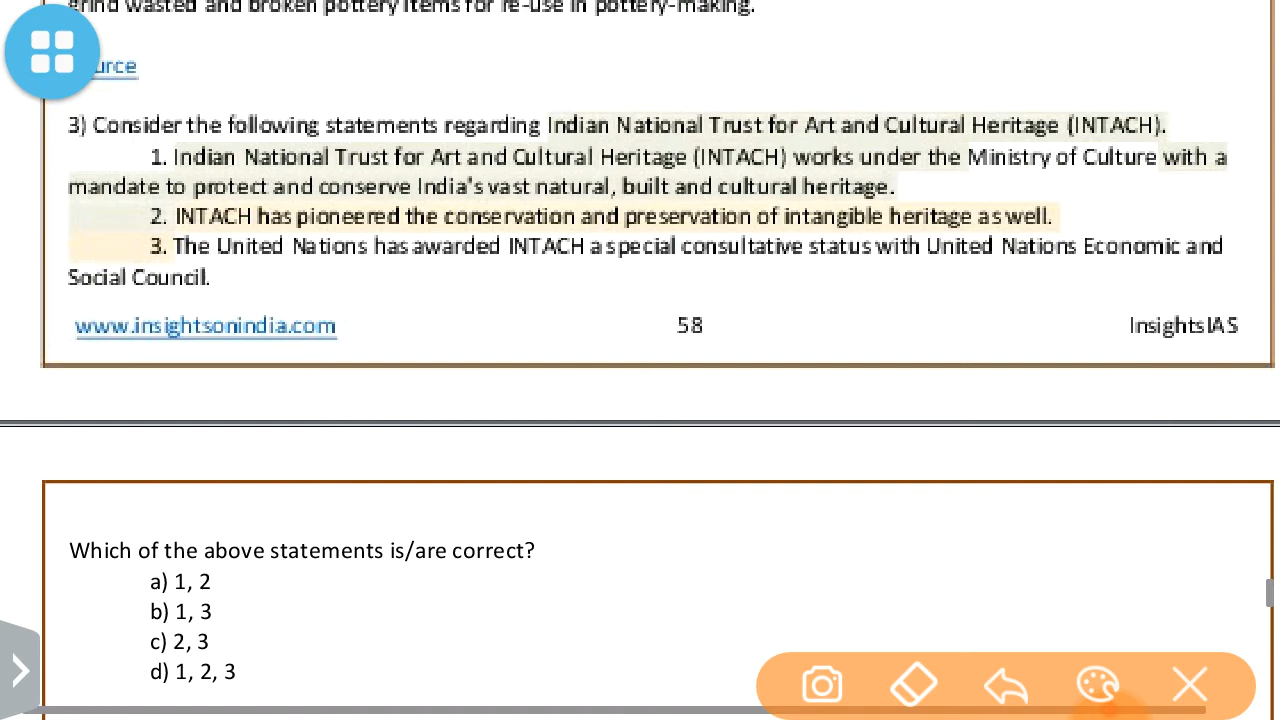 grind wasted and broken pottery items for re-use in pottery-making.
urce
3) Consider the following statements regarding Indian National Trust for Art and Cultural Heritage (INTACH).
1. Indian National Trust for Art and Cultural Heritage (INTACH) works under the Ministry of Culture with a
mandate to protect and conserve India's vast natural, built and cultural heritage.
2. INTACH has pioneered the conservation and preservation of intangible heritage as well.
3. The United Nations has awarded INTACH a special consultative status with United Nations Economic and
Social Council.
www.insightsonindia.com 58 InsightsIAS
Which of the above statements is/are correct?
a) 1, 2
b) 1, 3
c) 2, 3
d) 1, 2, 3